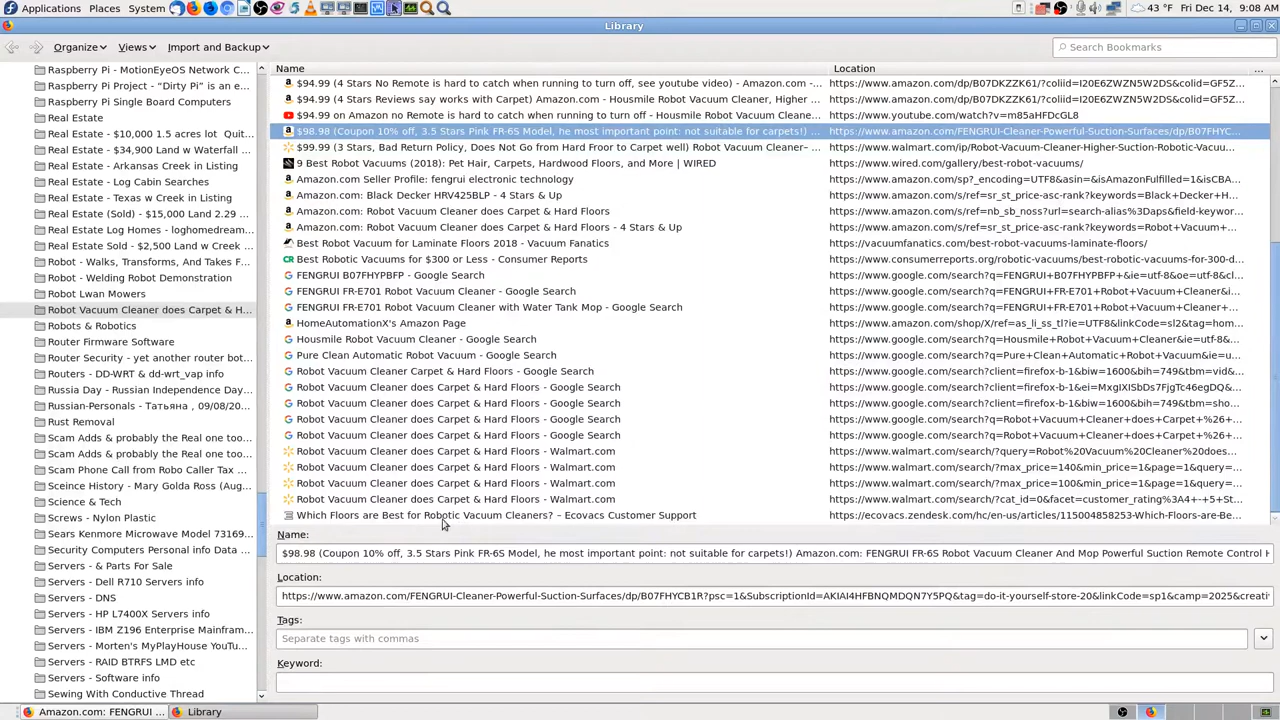 Applications Places System 43 °F Fri Dec 14, 9:08 AM
Library
Organize Views Import and Backup Search Bookmarks
Raspberry Pi - MotionEyeOS Network C...
Raspberry Pi Project - “Dirty Pi” is an e...
Raspberry Pi Single Board Computers
Real Estate
Real Estate - $10,000 1.5 acres lot Quit...
Real Estate - $34,900 Land w Waterfall ...
Real Estate - Arkansas Creek in Listing
Real Estate - Log Cabin Searches
Real Estate - Texas w Creek in Listing
Real Estate (Sold) - $15,000 Land 2.29 ...
Real Estate Log Homes - loghomedream...
Real Estate Sold - $2,500 Land w Creek ...
Robot - Walks, Transforms, And Takes F...
Robot - Welding Robot Demonstration
Robot Lwan Mowers
Robot Vacuum Cleaner does Carpet & H...
Robots & Robotics
Router Firmware Software
Router Security - yet another router bot...
Routers - DD-WRT & dd-wrt_vap info
Russia Day - Russian Independence Day...
Russian-Personals - Татьяна , 09/08/20...
Rust Removal
Scam Adds & probably the Real one too...
Scam Adds & probably the Real one too...
Scam Phone Call from Robo Caller Tax ...
Sceince History - Mary Golda Ross (Aug...
Science & Tech
Screws - Nylon Plastic
Sears Kenmore Microwave Model 73169...
Security Computers Personal info Data ...
Servers - & Parts For Sale
Servers - Dell R710 Servers info
Servers - DNS
Servers - HP L7400X Servers info
Servers - IBM Z196 Enterprise Mainfram...
Servers - Morten's MyPlayHouse YouTu...
Servers - RAID BTRFS LMD etc
Servers - Software info
Sewing With Conductive Thread
Name Location ...
$94.99 (4 Stars No Remote is hard to catch when running to turn off, see youtube video) - Amazon.com - ... https://www.amazon.com/dp/B07DKZZK61/?coliid=I20E6ZWZN5W2DS&colid=GF5Z...
$94.99 (4 Stars Reviews say works with Carpet) Amazon.com - Housmile Robot Vacuum Cleaner, Higher ... https://www.amazon.com/dp/B07DKZZK61/?coliid=I20E6ZWZN5W2DS&colid=GF5Z...
$94.99 on Amazon no Remote is hard to catch when running to turn off - Housmile Robot Vacuum Cleane... https://www.youtube.com/watch?v=m85aHFDcGL8
$98.98 (Coupon 10% off, 3.5 Stars Pink FR-6S Model, he most important point: not suitable for carpets!) ... https://www.amazon.com/FENGRUI-Cleaner-Powerful-Suction-Surfaces/dp/B07FHYC...
$99.99 (3 Stars, Bad Return Policy, Does Not Go from Hard Froor to Carpet well) Robot Vacuum Cleaner– ... https://www.walmart.com/ip/Robot-Vacuum-Cleaner-Higher-Suction-Robotic-Vacuu...
9 Best Robot Vacuums (2018): Pet Hair, Carpets, Hardwood Floors, and More | WIRED https://www.wired.com/gallery/best-robot-vacuums/
Amazon.com Seller Profile: fengrui electronic technology https://www.amazon.com/sp?_encoding=UTF8&asin=&isAmazonFulfilled=1&isCBA...
Amazon.com: Black Decker HRV425BLP - 4 Stars & Up https://www.amazon.com/s/ref=sr_st_price-asc-rank?keywords=Black+Decker+H...
Amazon.com: Robot Vacuum Cleaner does Carpet & Hard Floors https://www.amazon.com/s/ref=nb_sb_noss?url=search-alias%3Daps&field-keywor...
Amazon.com: Robot Vacuum Cleaner does Carpet & Hard Floors - 4 Stars & Up https://www.amazon.com/s/ref=sr_st_price-asc-rank?keywords=Robot+Vacuum+...
Best Robot Vacuum for Laminate Floors 2018 - Vacuum Fanatics https://vacuumfanatics.com/best-robot-vacuums-laminate-floors/
Best Robotic Vacuums for $300 or Less - Consumer Reports https://www.consumerreports.org/robotic-vacuums/best-robotic-vacuums-for-300-d...
FENGRUI B07FHYPBFP - Google Search https://www.google.com/search?q=FENGRUI+B07FHYPBFP+&ie=utf-8&oe=utf-8&cl...
FENGRUI FR-E701 Robot Vacuum Cleaner - Google Search https://www.google.com/search?q=FENGRUI+FR-E701+Robot+Vacuum+Cleaner&...
FENGRUI FR-E701 Robot Vacuum Cleaner with Water Tank Mop - Google Search https://www.google.com/search?q=FENGRUI+FR-E701+Robot+Vacuum+Cleaner+...
HomeAutomationX's Amazon Page https://www.amazon.com/shop/X/ref=as_li_ss_tl?ie=UTF8&linkCode=sl2&tag=hom...
Housmile Robot Vacuum Cleaner - Google Search https://www.google.com/search?q=Housmile+Robot+Vacuum+Cleaner&ie=utf-8&...
Pure Clean Automatic Robot Vacuum - Google Search https://www.google.com/search?q=Pure+Clean+Automatic+Robot+Vacuum&ie=u...
Robot Vacuum Cleaner Carpet & Hard Floors - Google Search https://www.google.com/search?client=firefox-b-1&biw=1600&bih=749&tbm=vid&...
Robot Vacuum Cleaner does Carpet & Hard Floors - Google Search https://www.google.com/search?client=firefox-b-1&ei=MxgIXISbDs7FjgTc46egDQ&...
Robot Vacuum Cleaner does Carpet & Hard Floors - Google Search https://www.google.com/search?client=firefox-b-1&biw=1600&bih=749&tbm=sho...
Robot Vacuum Cleaner does Carpet & Hard Floors - Google Search https://www.google.com/search?q=Robot+Vacuum+Cleaner+does+Carpet+%26+...
Robot Vacuum Cleaner does Carpet & Hard Floors - Google Search https://www.google.com/search?q=Robot+Vacuum+Cleaner+does+Carpet+%26+...
Robot Vacuum Cleaner does Carpet & Hard Floors - Walmart.com https://www.walmart.com/search/?query=Robot%20Vacuum%20Cleaner%20does...
Robot Vacuum Cleaner does Carpet & Hard Floors - Walmart.com https://www.walmart.com/search/?max_price=140&min_price=1&page=1&query=...
Robot Vacuum Cleaner does Carpet & Hard Floors - Walmart.com https://www.walmart.com/search/?max_price=140&min_price=1&page=1&query=...
Robot Vacuum Cleaner does Carpet & Hard Floors - Walmart.com https://www.walmart.com/search/?cat_id=0&facet=customer_rating%3A4+-+5+St...
Which Floors are Best for Robotic Vacuum Cleaners? – Ecovacs Customer Support https://ecovacs.zendesk.com/hc/en-us/articles/115004858253-Which-Floors-are-Be...
Name:
$98.98 (Coupon 10% off, 3.5 Stars Pink FR-6S Model, he most important point: not suitable for carpets!) Amazon.com: FENGRUI FR-6S Robot Vacuum Cleaner And Mop Powerful Suction Remote Control
Location:
https://www.amazon.com/FENGRUI-Cleaner-Powerful-Suction-Surfaces/dp/B07FHYCB1R?psc=1&SubscriptionId=AKIAI4HFBNQMDQN7Y5PQ&tag=do-it-yourself-store-20&linkCode=sp1&camp=2025&creati
Tags:
Separate tags with commas
Keyword:
Amazon.com: FENGRUI ... Library